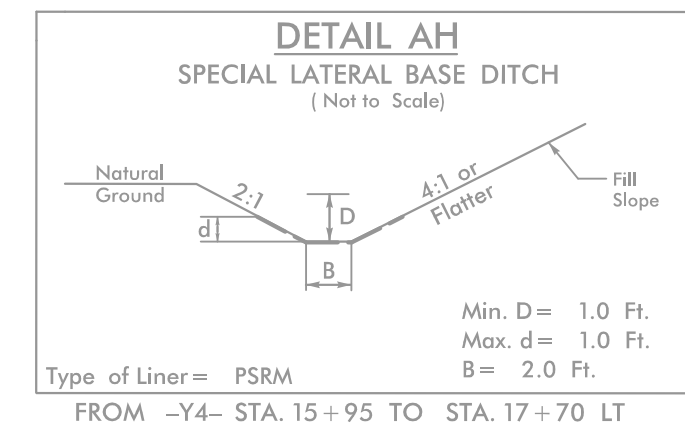 DETAIL AH
SPECIAL LATERAL BASE DITCH
( Not to Scale)
Natural
Ground
2:1
D
d
B
4:1 or
Flatter
Fill
Slope
Min. D = 1.0 Ft.
Max. d = 1.0 Ft.
B = 2.0 Ft.
Type of Liner = PSRM
FROM -Y4- STA. 15+95 TO STA. 17+70 LT